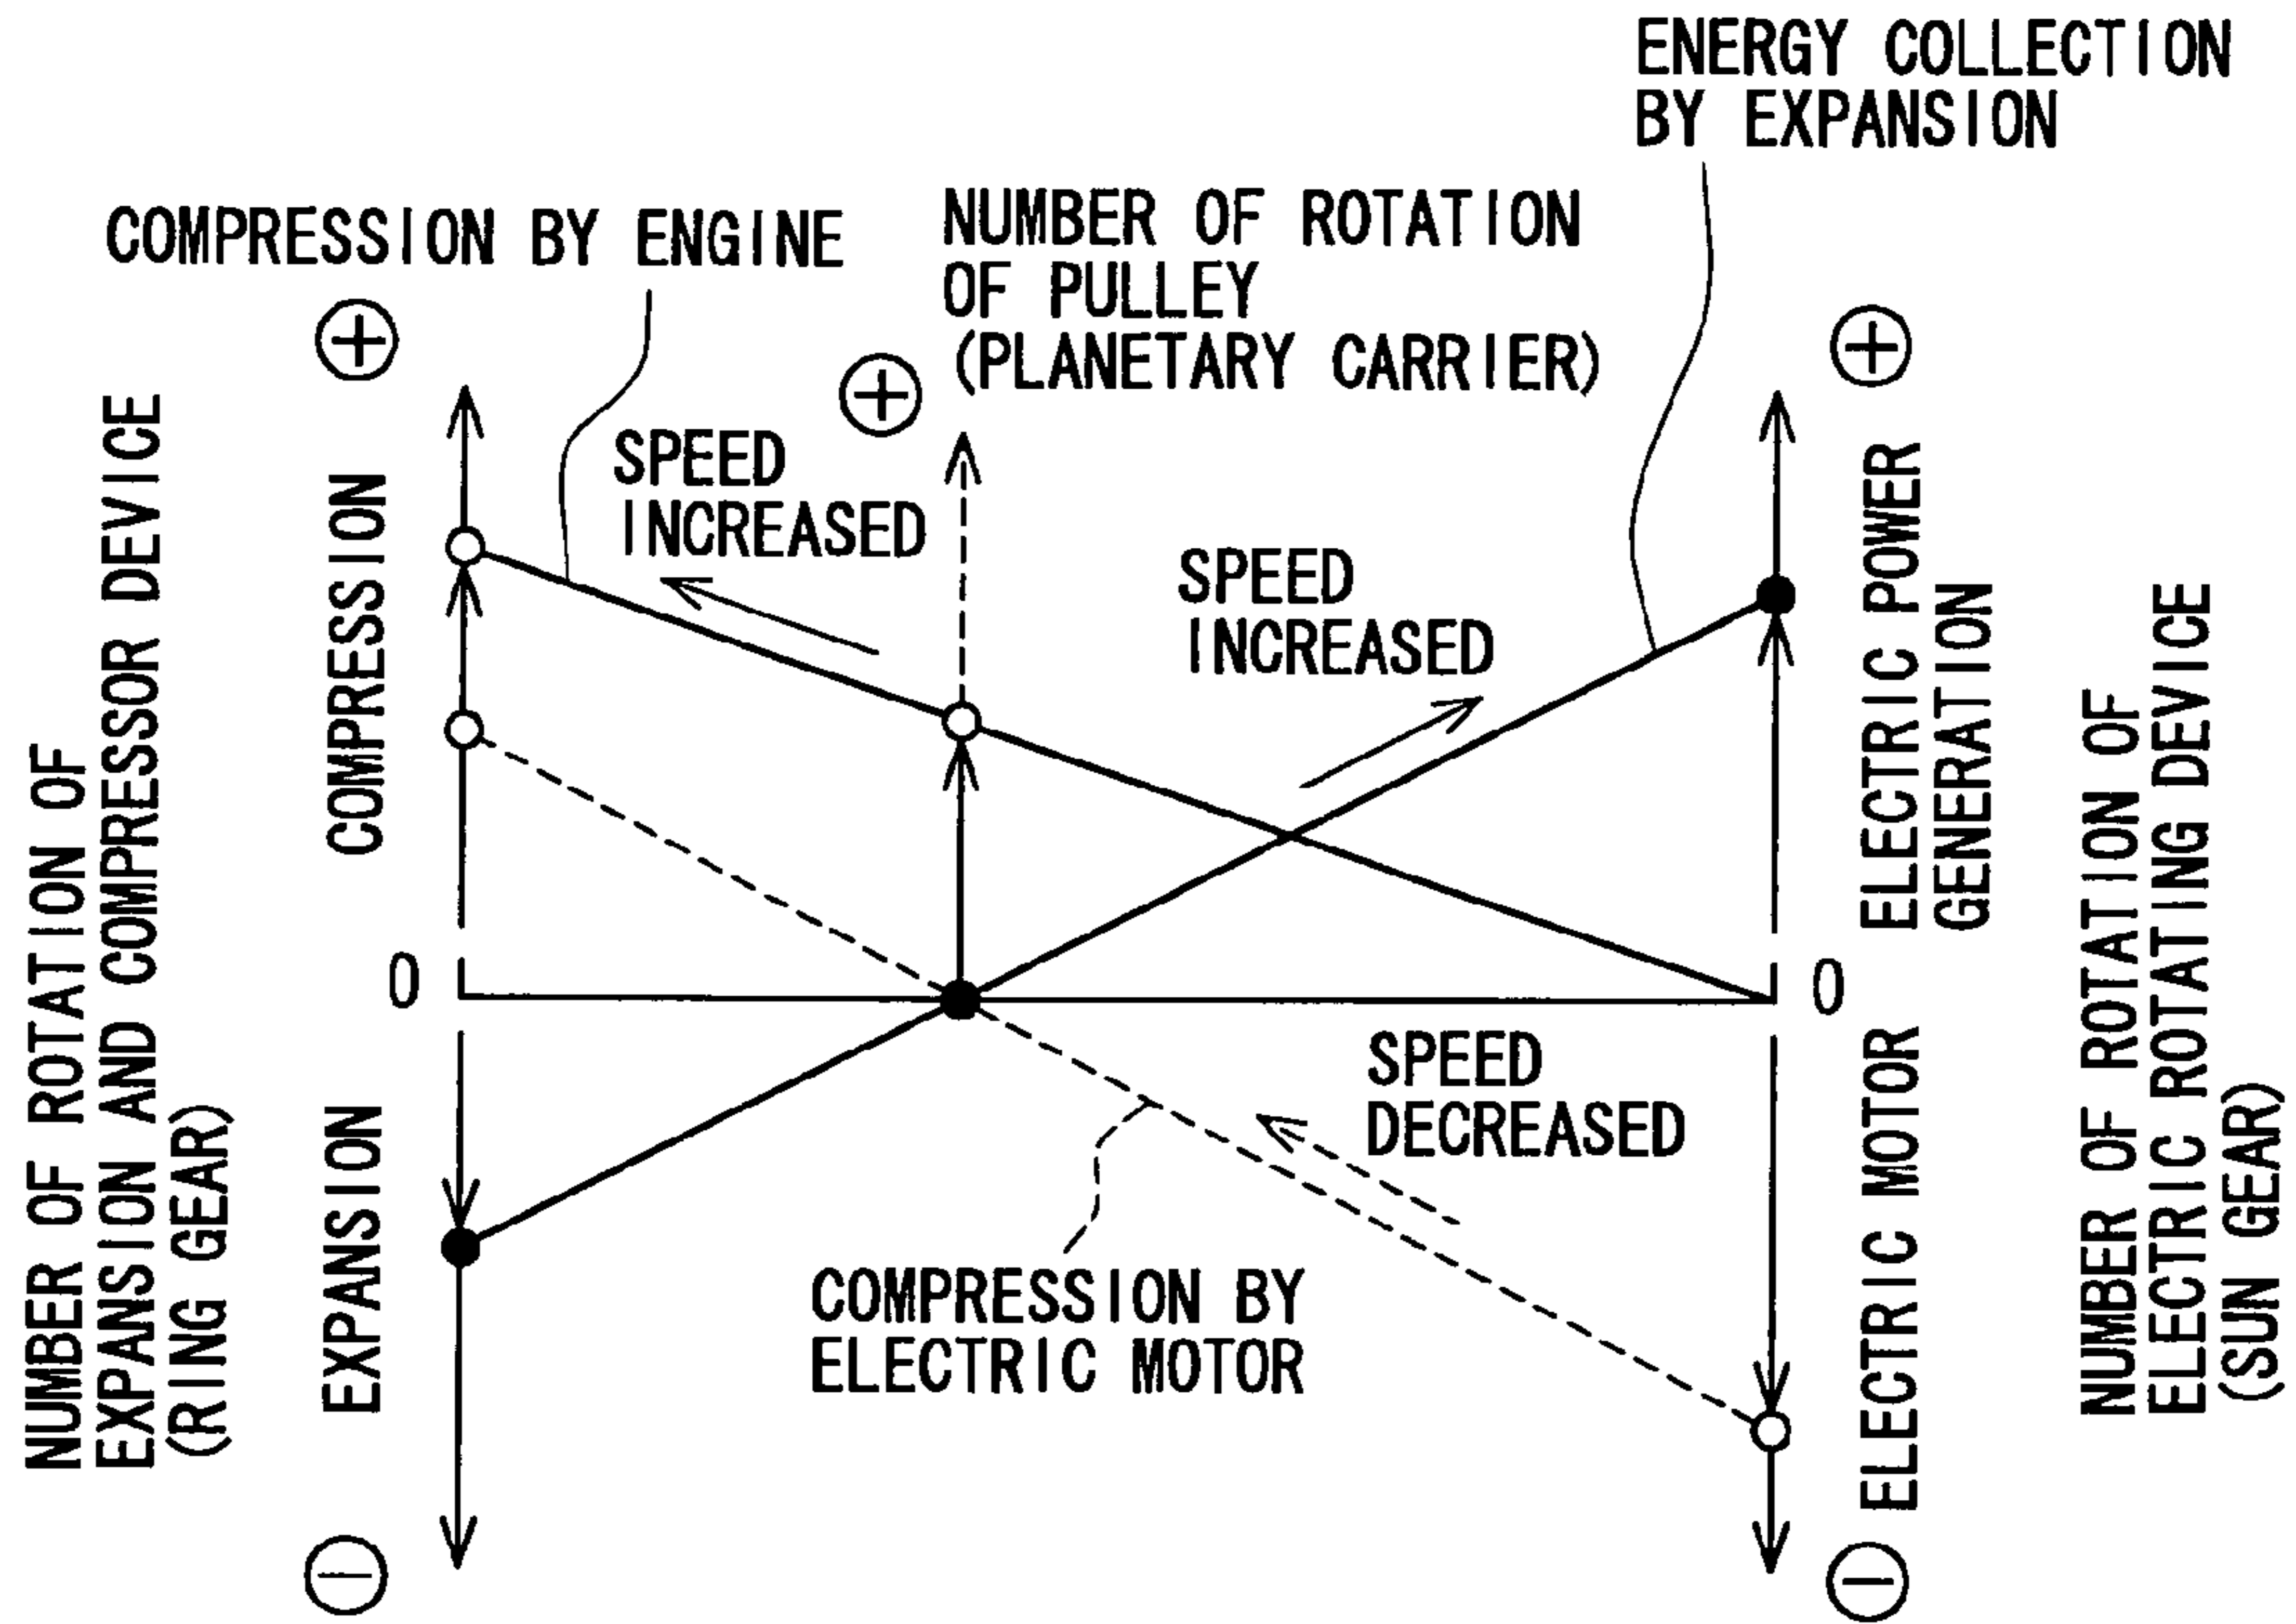 ENERGY COLLECTION
BY EXPANSION
COMPRESSION BY ENGINE
NUMBER OF ROTATION
OF PULLEY
(PLANETARY CARRIER)
+
+
+
SPEED
INCREASED
SPEED
INCREASED
NUMBER OF ROTATION OF
EXPANSION AND COMPRESSOR DEVICE
(RING GEAR)
COMPRESSION
EXPANSION
0
0
ELECTRIC POWER
GENERATION
ELECTRIC MOTOR
NUMBER OF ROTATION OF
ELECTRIC ROTATING DEVICE
(SUN GEAR)
SPEED
DECREASED
COMPRESSION BY
ELECTRIC MOTOR
−
−